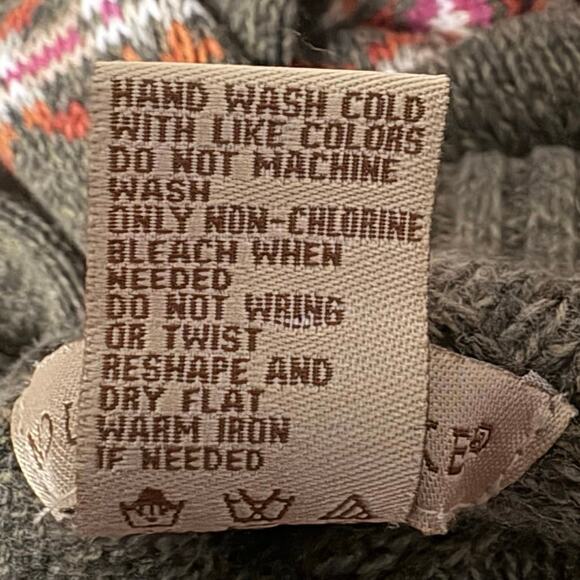 HAND WASH COLD
WITH LIKE COLORS
DO NOT MACHINE
WASH
ONLY NON-CHLORINE
BLEACH WHEN
NEEDED
DO NOT WRING
OR TWIST
RESHAPE AND
DRY FLAT
WARM IRON
IF NEEDED